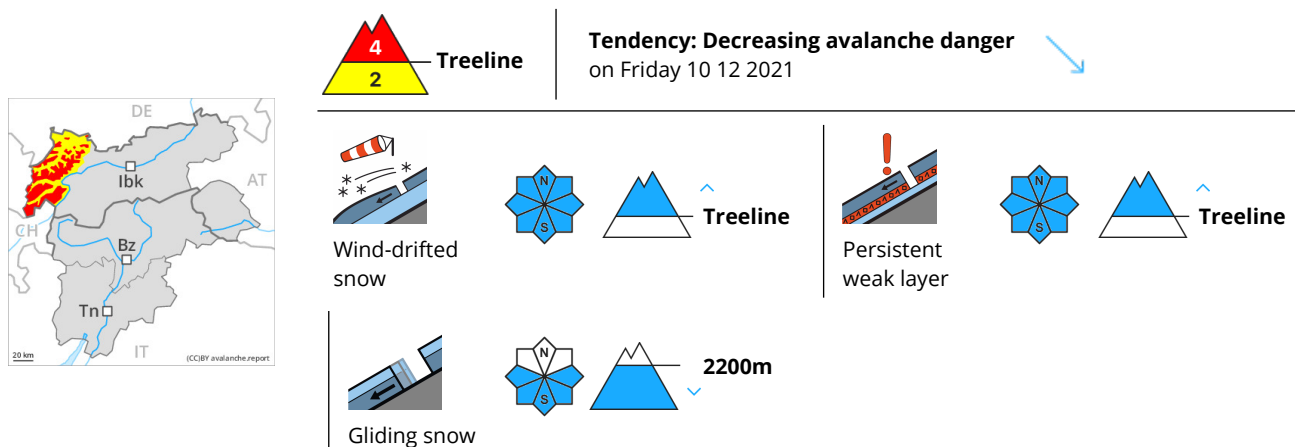 4
2
Treeline
Tendency: Decreasing avalanche danger
on Friday 10 12 2021
DE
AT
CH
IT
Ibk
Bz
Tn
20 km
(CC)BY avalanche.report
N
S
Treeline
Wind-drifted
snow
N
S
Treeline
Persistent
weak layer
N
S
2200m
Gliding snow